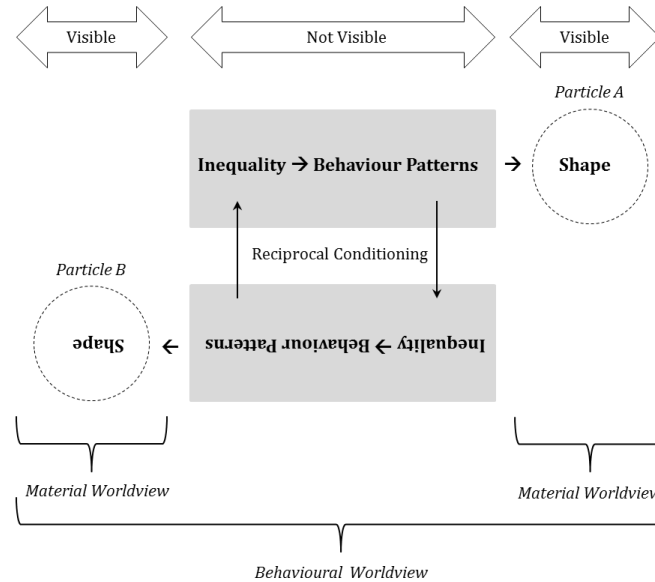 Visible
Not Visible
Visible
Particle A
Inequality → Behaviour Patterns → Shape
Reciprocal Conditioning
Particle B
Inequality → Behaviour Patterns → Shape
Material Worldview
Material Worldview
Behavioural Worldview